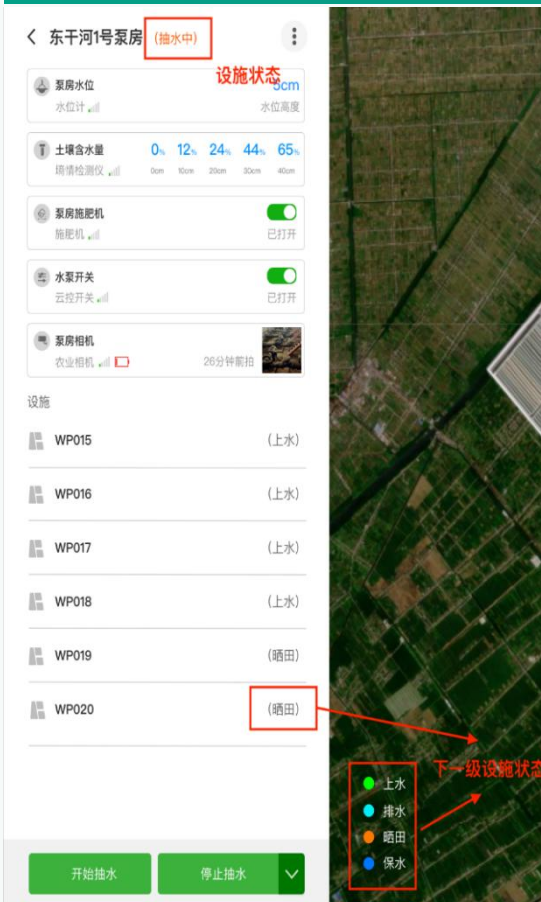 东干河1号泵房 (抽水中)
设施状态
泵房水位 5cm
水位计 水位高度
土壤含水量 0% 12% 24% 44% 65%
墒情检测仪 0cm 10cm 20cm 30cm 40cm
泵房施肥机
施肥机 已打开
水泵开关
云控开关 已打开
泵房相机
农业相机 26分钟前拍
设施
WP015 (上水)
WP016 (上水)
WP017 (上水)
WP018 (上水)
WP019 (晒田)
WP020 (晒田)
下一级设施状态
上水
排水
晒田
保水
开始抽水 停止抽水